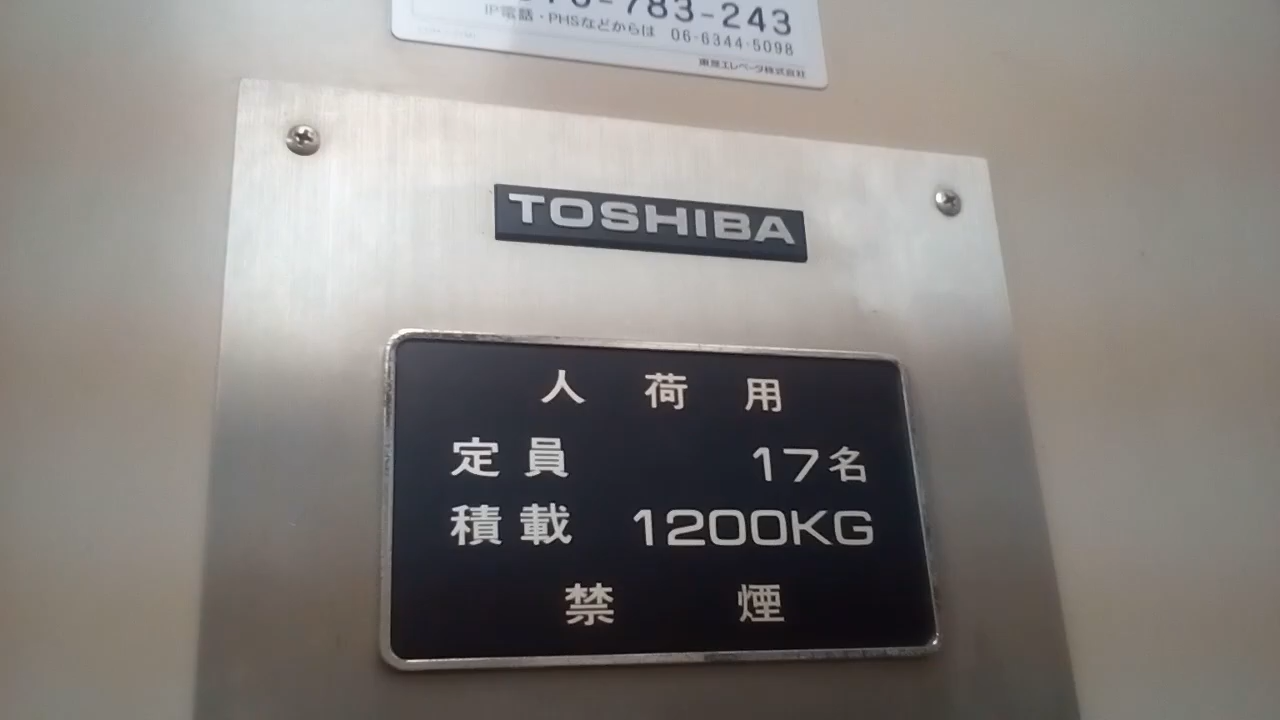 783-243
IP電話・PHSなどからは 06-6344-5098
東芝エレベータ株式会社
TOSHIBA
人荷用
定員 17名
積載 1200KG
禁煙